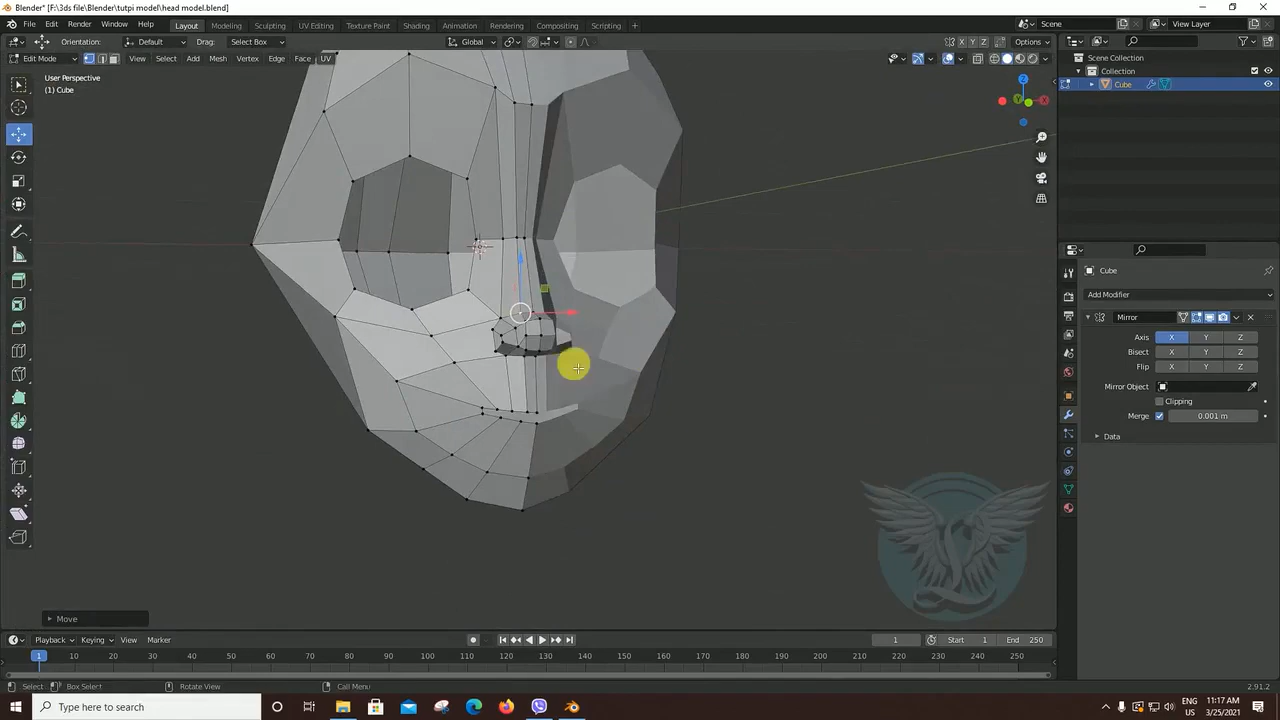 Blender* [F:\3ds file\Blender\tutpi model\head model.blend]
File Edit Render Window Help Layout Modeling Sculpting UV Editing Texture Paint Shading Animation Rendering Compositing Scripting + Scene View Layer
Orientation: Default Drag: Select Box Global X Y Z Options
Edit Mode View Select Add Mesh Vertex Edge Face UV
User Perspective
(1) Cube
Scene Collection
Collection
Cube
Z
Y
X
Cube
Add Modifier
Mirror
Axis X Y Z
Bisect X Y Z
Flip X Y Z
Mirror Object
Clipping
Merge 0.001 m
Data
Move
Playback Keying View Marker 1 Start 1 End 250
1 10 20 30 40 50 60 70 80 90 100 110 120 130 140 150 160 170 180 190 200 210 220 230 240 250
Select Box Select Rotate View Call Menu 2.91.2
Type here to search
ENG
US
11:17 AM
3/25/2021